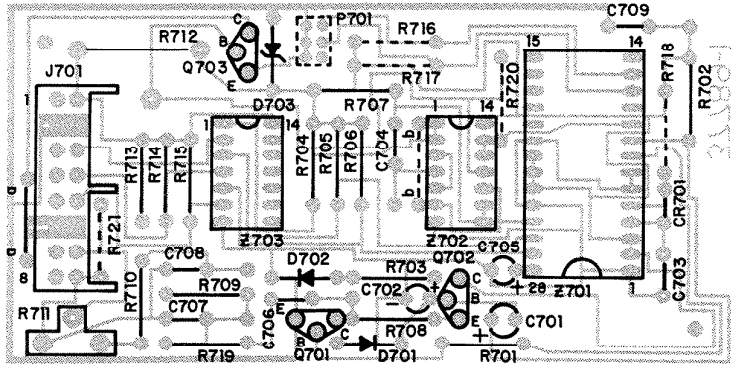 C709
C P701
R712 R716 15 14
B
J701 Q703 R717 R720 R718 R702
E D703 R707
1 1 14 1 14
R713 R714 R715 R704 R705 R706 C704 b
b
CR701
R721 Z703 Z702
C708 D702 R703 Q702 C705
8 R709 C702 + C + 28 Z701 1 C703
R711 R710 C707 C706 E C − B
R708 E + C701
R719 B Q701 D701 R701